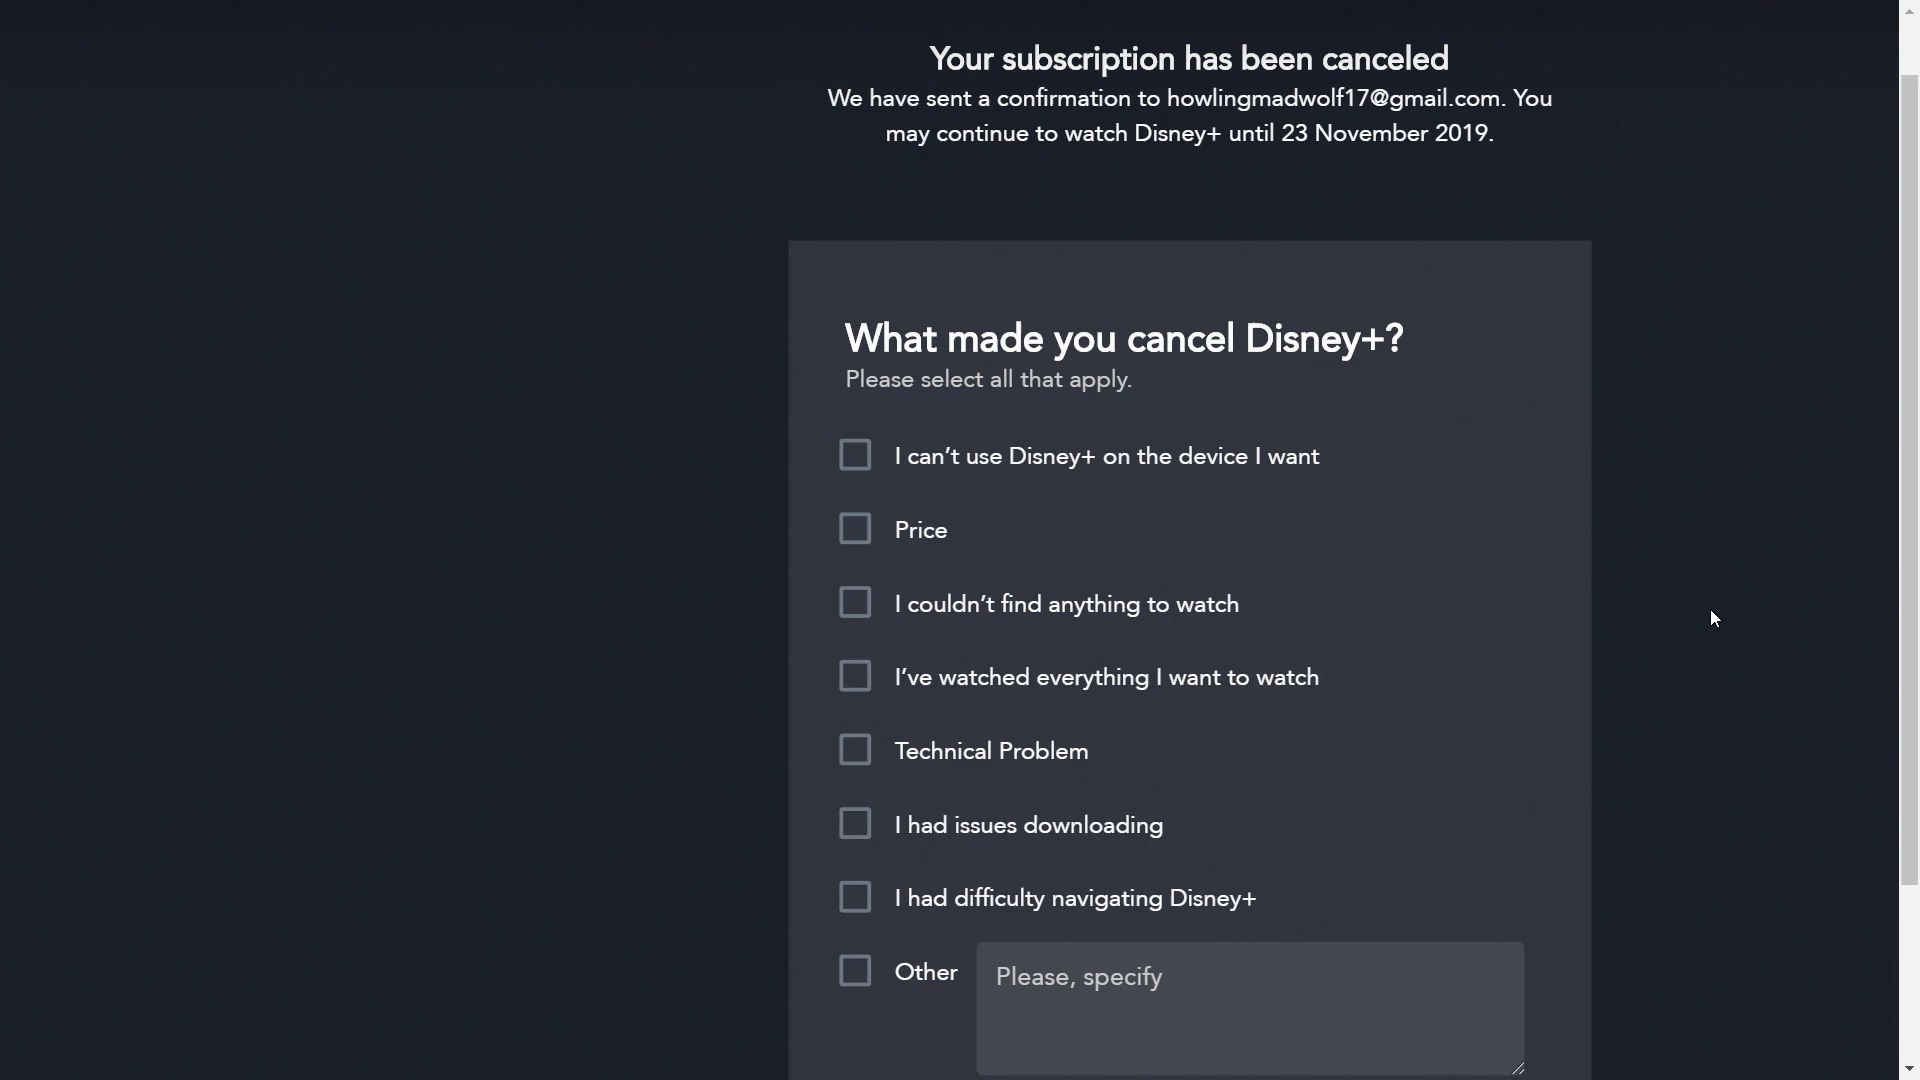 Your subscription has been canceled
We have sent a confirmation to howlingmadwolf17@gmail.com. You
may continue to watch Disney+ until 23 November 2019.
What made you cancel Disney+?
Please select all that apply.
I can't use Disney+ on the device I want
Price
I couldn't find anything to watch
I've watched everything I want to watch
Technical Problem
I had issues downloading
I had difficulty navigating Disney+
Other
Please, specify